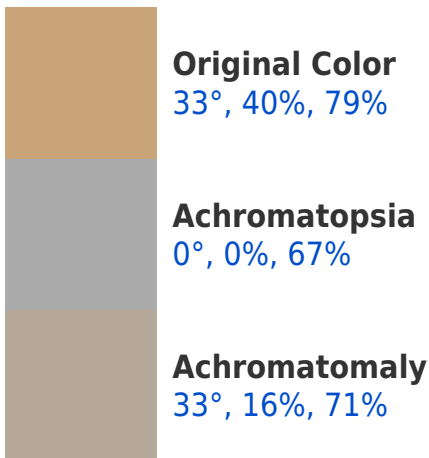 Original Color
33°, 40%, 79%
Achromatopsia
0°, 0%, 67%
Achromatomaly
33°, 16%, 71%